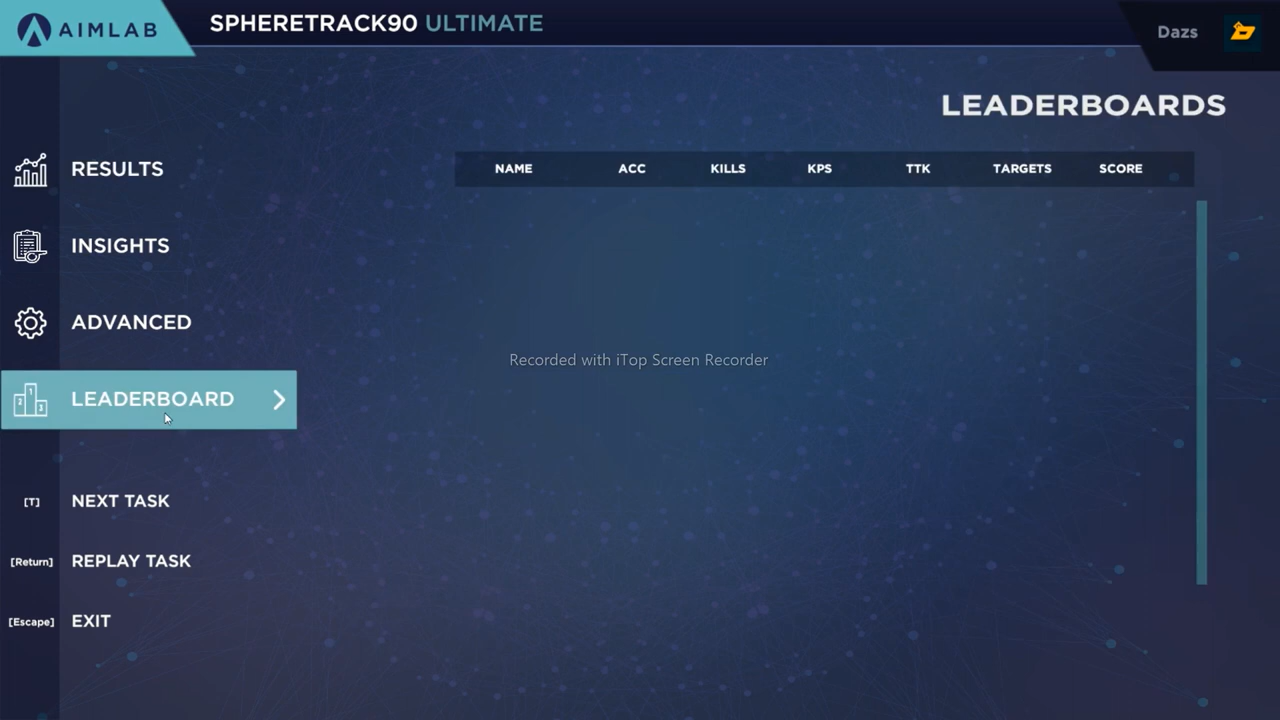 AIMLAB
SPHERETRACK90 ULTIMATE
Dazs
LEADERBOARDS
RESULTS
INSIGHTS
ADVANCED
LEADERBOARD
[T] NEXT TASK
[Return] REPLAY TASK
[Escape] EXIT
NAME ACC KILLS KPS TTK TARGETS SCORE
Recorded with iTop Screen Recorder